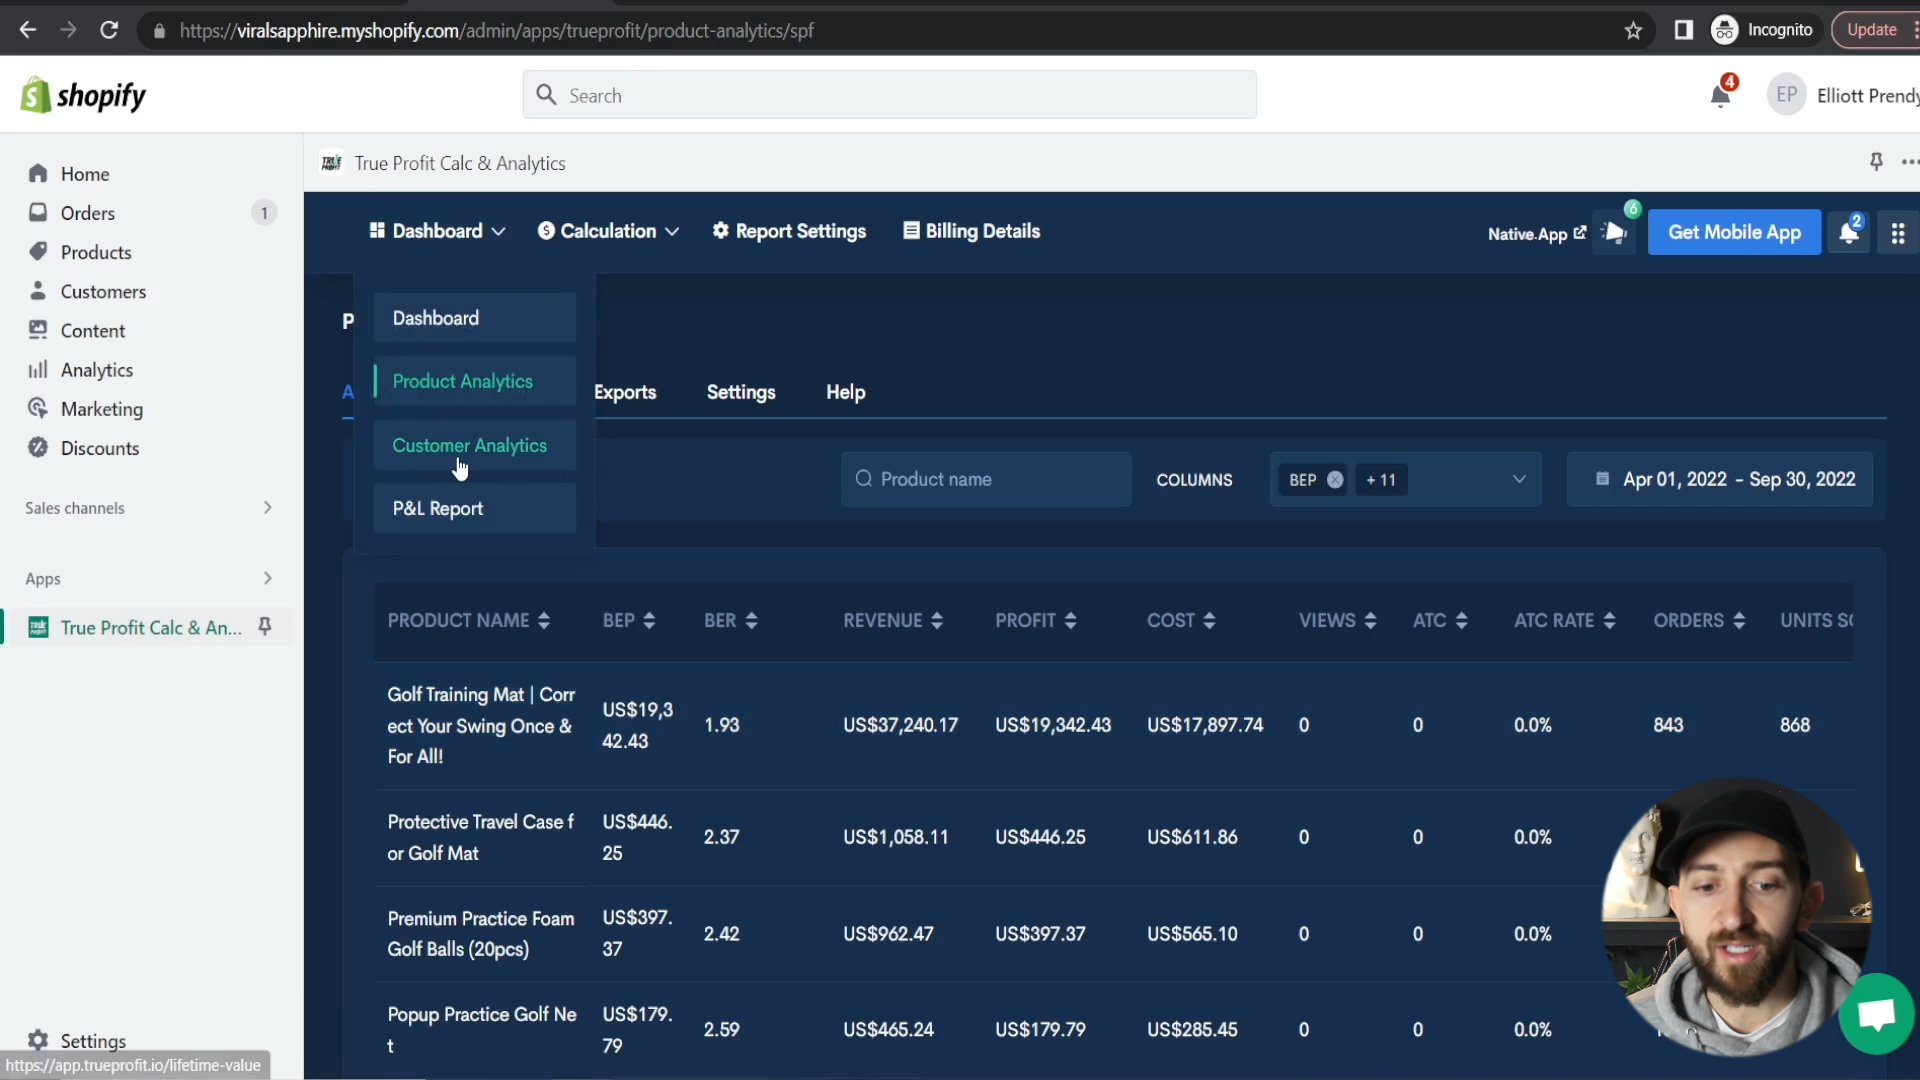 https://viralsapphire.myshopify.com/admin/apps/trueprofit/product-analytics/spf
Incognito
Update
shopify
Search
4
EP
Elliott Prendy
Home
Orders
1
Products
Customers
Content
Analytics
Marketing
Discounts
Sales channels
Apps
True Profit Calc & An...
Settings
https://app.trueprofit.io/lifetime-value
TRUE PROFIT
True Profit Calc & Analytics
Dashboard
Calculation
Report Settings
Billing Details
Native.App
6
Get Mobile App
2
Dashboard
Product Analytics
Customer Analytics
P&L Report
P
A
Exports
Settings
Help
Product name
COLUMNS
BEP
+ 11
Apr 01, 2022 - Sep 30, 2022
PRODUCT NAME BEP BER REVENUE PROFIT COST VIEWS ATC ATC RATE ORDERS UNITS SC
Golf Training Mat | Corr
ect Your Swing Once &
For All!
US$19,3
42.43
1.93 US$37,240.17 US$19,342.43 US$17,897.74 0 0 0.0% 843 868
Protective Travel Case f
or Golf Mat
US$446.
25
2.37 US$1,058.11 US$446.25 US$611.86 0 0 0.0%
Premium Practice Foam
Golf Balls (20pcs)
US$397.
37
2.42 US$962.47 US$397.37 US$565.10 0 0 0.0%
Popup Practice Golf Ne
t
US$179.
79
2.59 US$465.24 US$179.79 US$285.45 0 0 0.0%